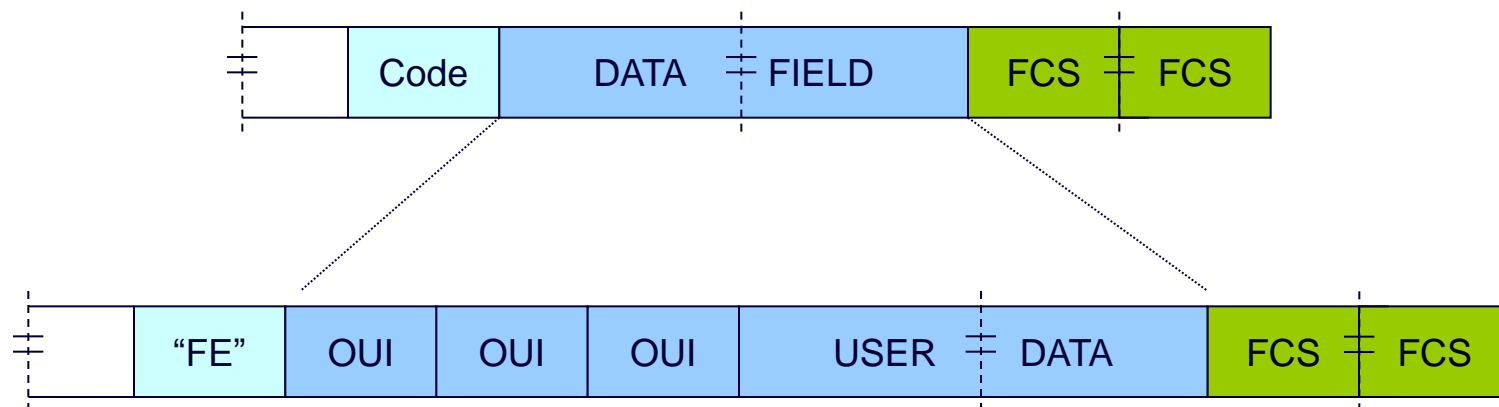 Code DATA FIELD FCS FCS
“FE” OUI OUI OUI USER DATA FCS FCS